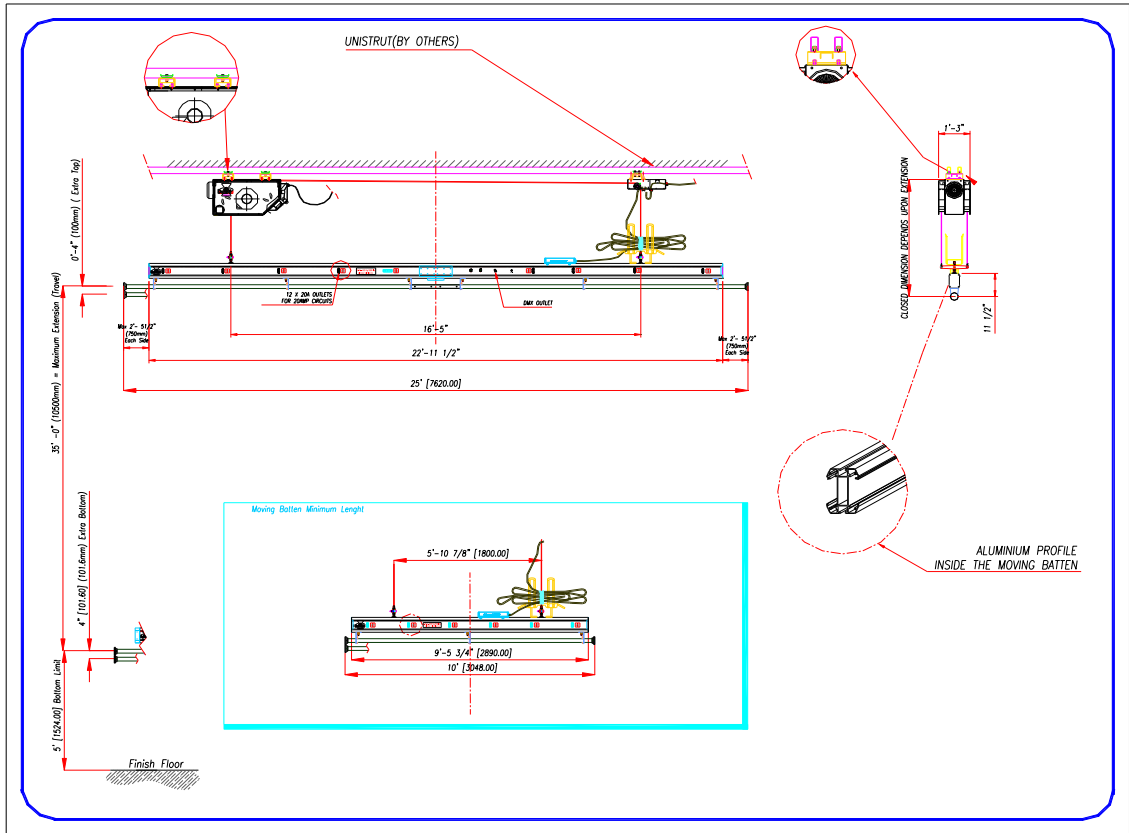 UNISTRUT(BY OTHERS)
1'-3"
0'-4" (100mm) ( Extra Top)
CLOSED DIMENSION DEPENDS UPON EXTENSION
12 X 20A OUTLETS
FOR 20AMP CIRCUITS
DMX OUTLET
11 1/2"
Max 2'- 51/2"
(750mm)
Each Side
16'-5"
Max 2'- 51/2"
(750mm)
Each Side
22'-11 1/2"
25' [7620.00]
35' -0" (10500mm) = Maximum Extension (Travel)
Moving Batten Minimum Lenght
5'-10 7/8" [1800.00]
ALUMINIUM PROFILE
INSIDE THE MOVING BATTEN
4" [101.60] (101.6mm) Extra Bottom)
9'-5 3/4" [2890.00]
10' [3048.00]
5' [1524.00] Bottom Limit
Finish Floor